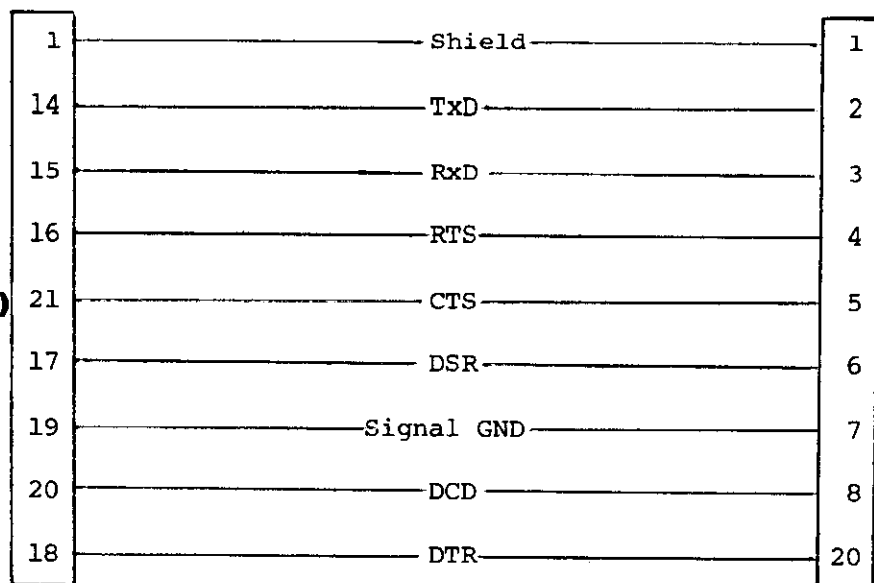 1 Shield 1
14 TxD 2
15 RxD 3
16 RTS 4
) 21 CTS 5
17 DSR 6
19 Signal GND 7
20 DCD 8
18 DTR 20